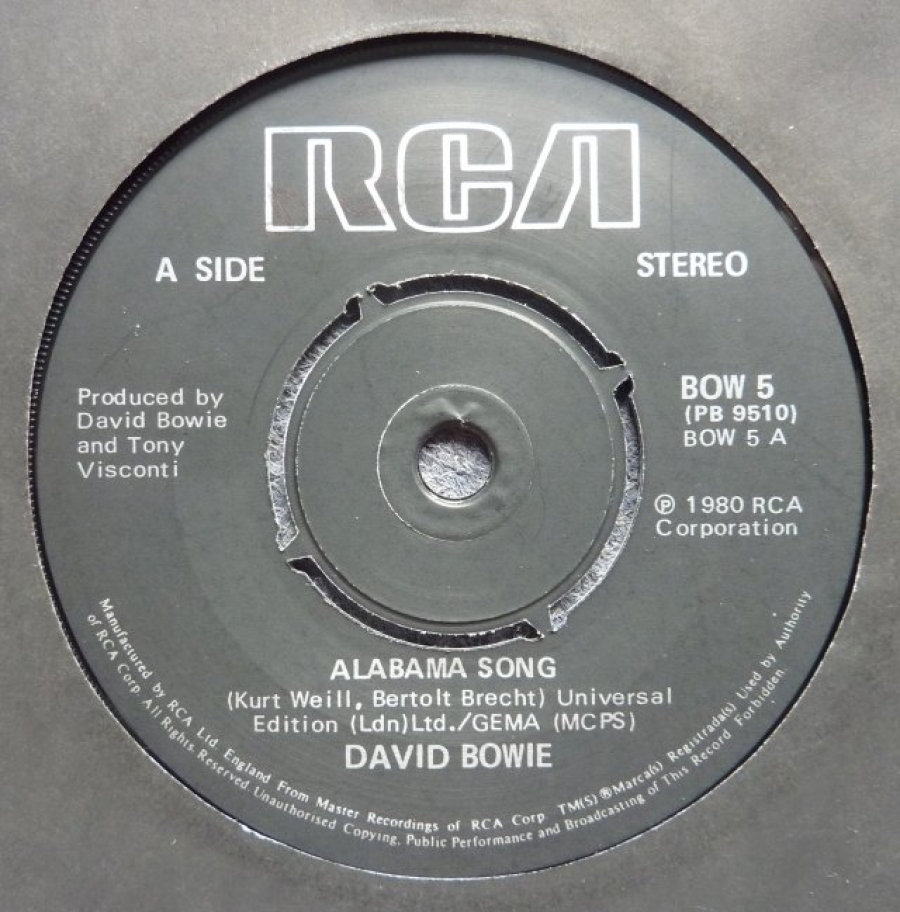 RCA
A SIDE
STEREO
Produced by
David Bowie
and Tony
Visconti
BOW 5
(PB 9510)
BOW 5 A
℗ 1980 RCA
Corporation
ALABAMA SONG
(Kurt Weill, Bertolt Brecht) Universal
Edition (Ldn)Ltd./GEMA (MCPS)
DAVID BOWIE
Manufactured by RCA Ltd. England From Master Recordings of RCA Corp. TM(S) ®Marca(s) Registrada(s) Used by Authority
of RCA Corp. All Rights Reserved Unauthorised Copying, Public Performance and Broadcasting of This Record Forbidden.